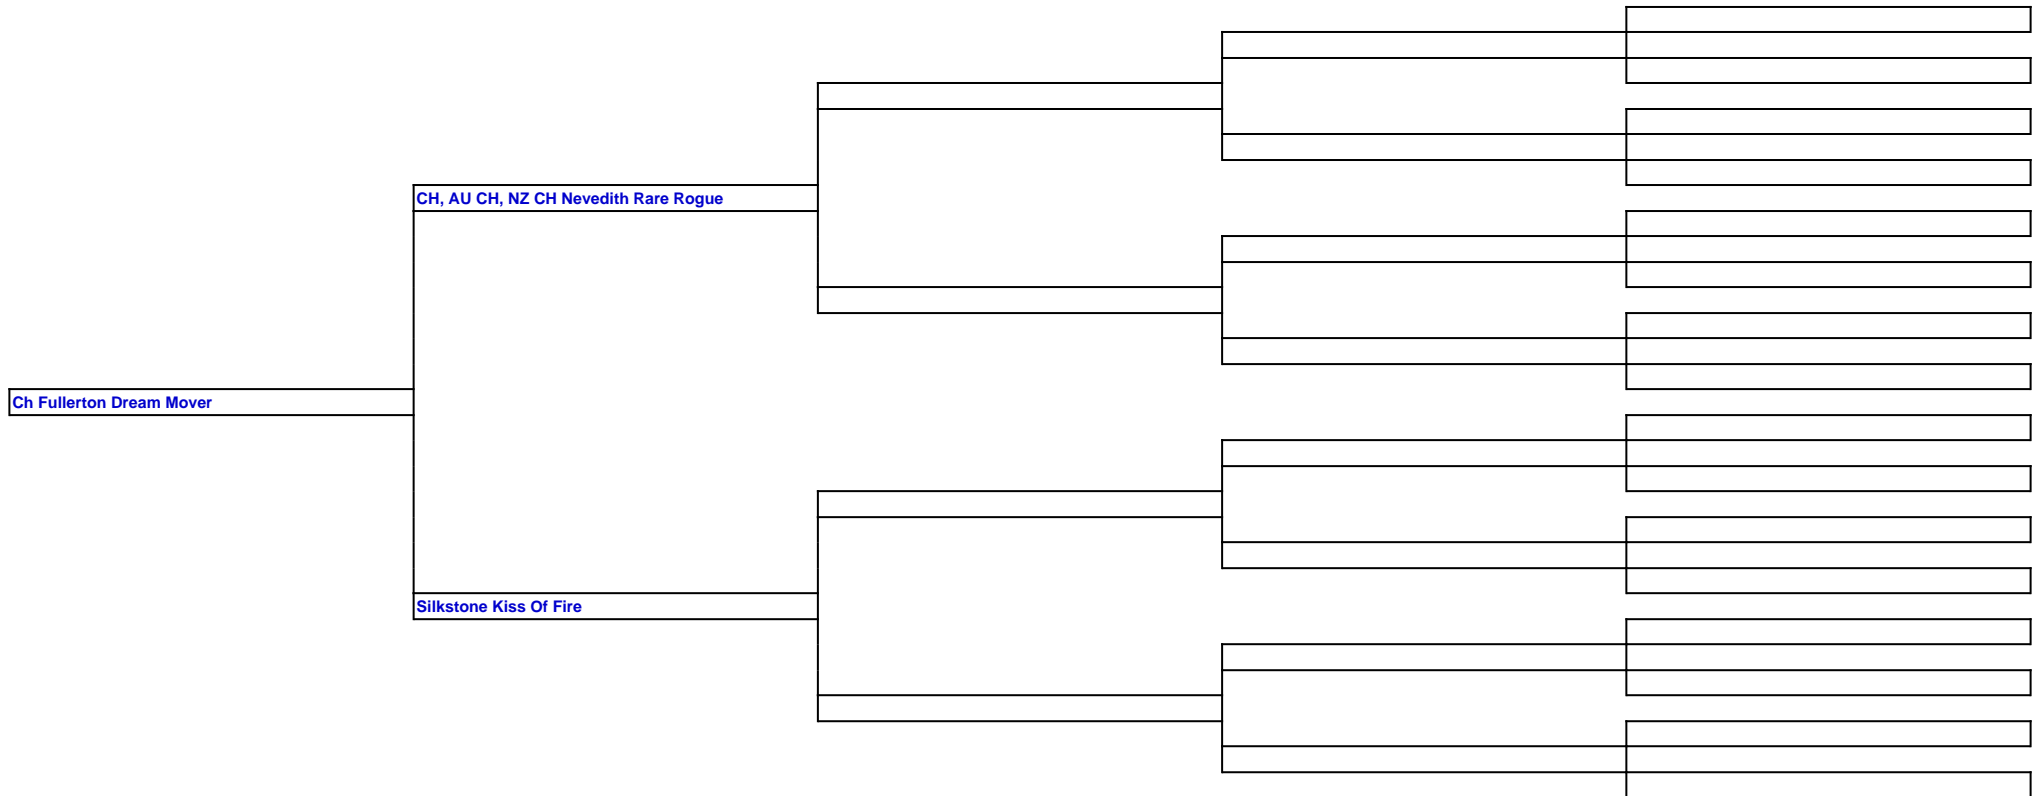 CH, AU CH, NZ CH Nevedith Rare Rogue
Ch Fullerton Dream Mover
Silkstone Kiss Of Fire